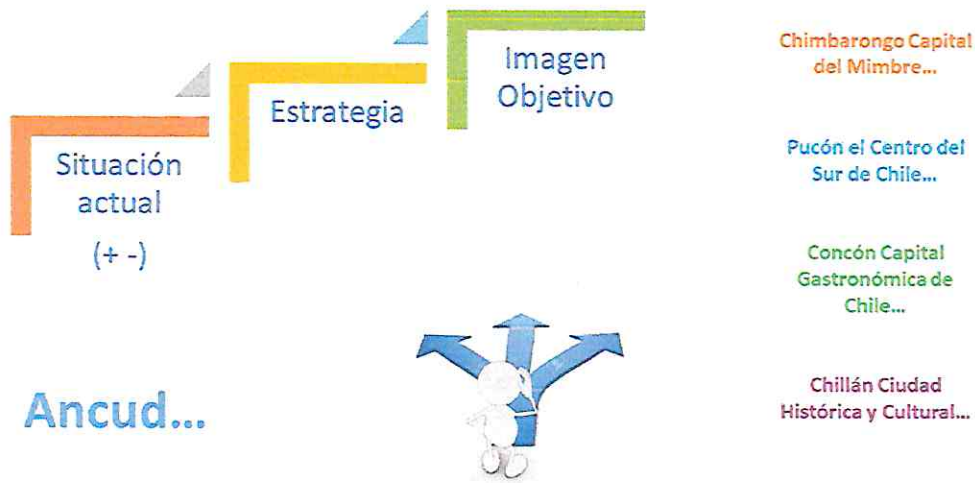 Situación
actual
(+ -)
Estrategia
Imagen
Objetivo
Ancud...
Chimbarongo Capital
del Mimbre...
Pucón el Centro del
Sur de Chile...
Concón Capital
Gastronómica de
Chile...
Chillán Ciudad
Histórica y Cultural...